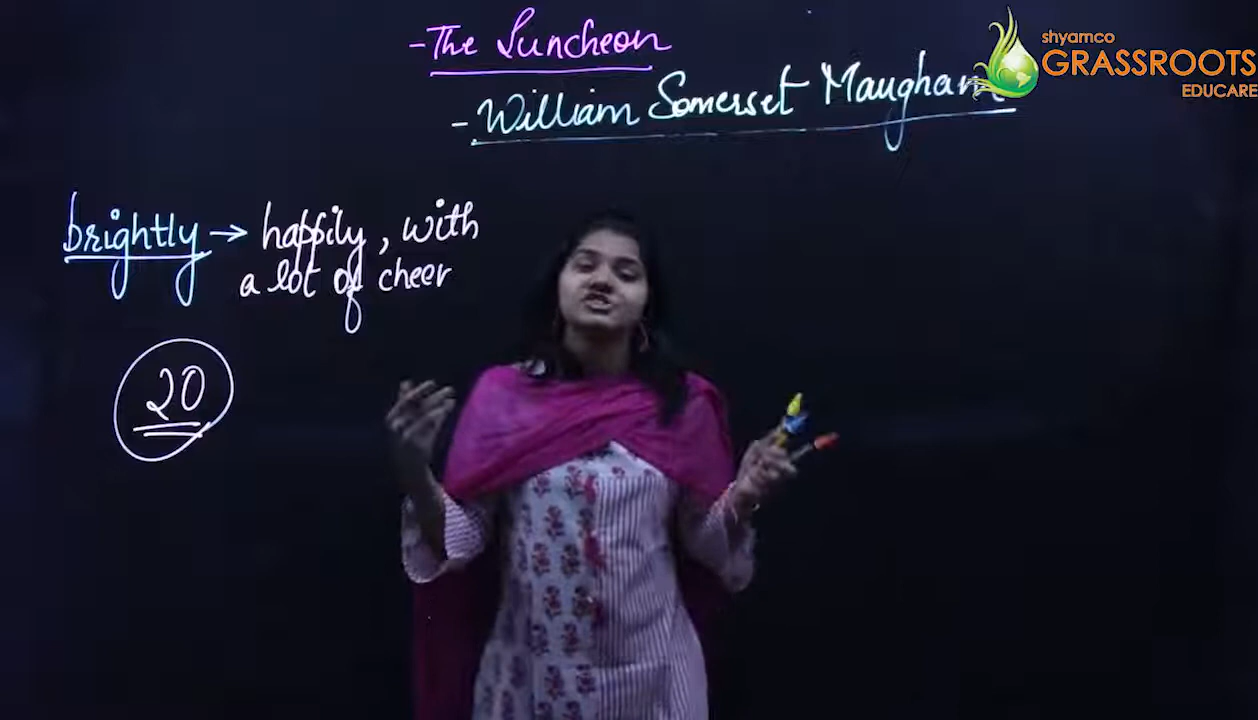 - The Luncheon
- William Somerset Maugham
shyamco
GRASSROOTS
EDUCARE
brightly → happily, with
a lot of cheer
20